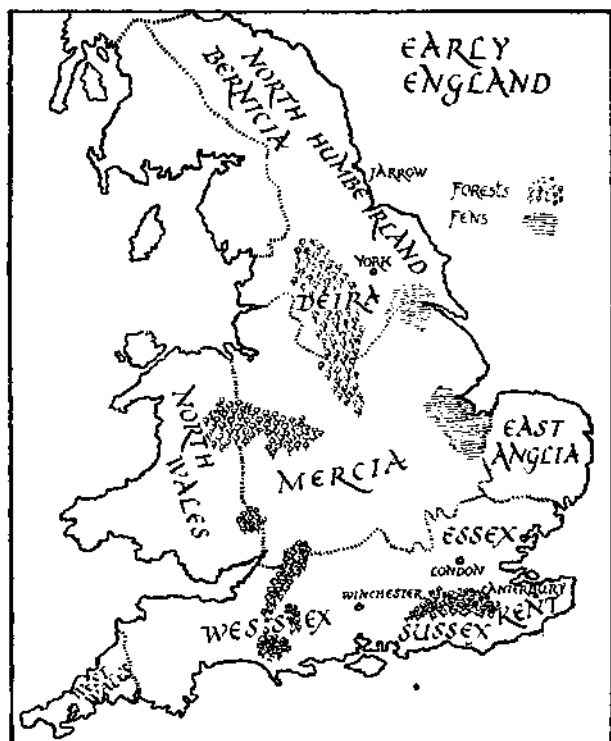 EARLY
ENGLAND
NORTH HUMBERLAND
BERNICIA
JARROW
FORESTS
FENS
YORK
DEIRA
NORTH
WALES
MERCIA
EAST
ANGLIA
ESSEX
LONDON
WINCHESTER
CANTERBURY
KENT
WESSEX
SUSSEX
WALES